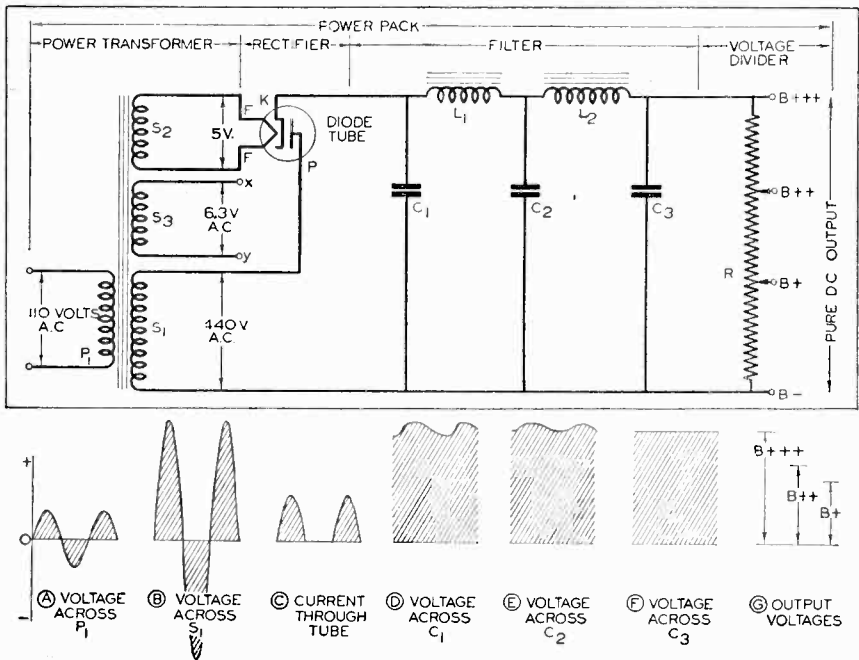 POWER PACK
POWER TRANSFORMER
RECTIFIER
FILTER
VOLTAGE
DIVIDER
S2
5V.
F
F
K
DIODE
TUBE
P
L1
L2
B+++
S3
6.3V
A.C
x
y
C1
C2
C3
B++
R
B+
PURE DC OUTPUT
110 VOLTS
A.C
P1
S1
440V.
A.C.
B-
+
O
-
B+++
B++
B+
A VOLTAGE
ACROSS
P1
B VOLTAGE
ACROSS
S1
C CURRENT
THROUGH
TUBE
D VOLTAGE
ACROSS
C1
E VOLTAGE
ACROSS
C2
F VOLTAGE
ACROSS
C3
G OUTPUT
VOLTAGES